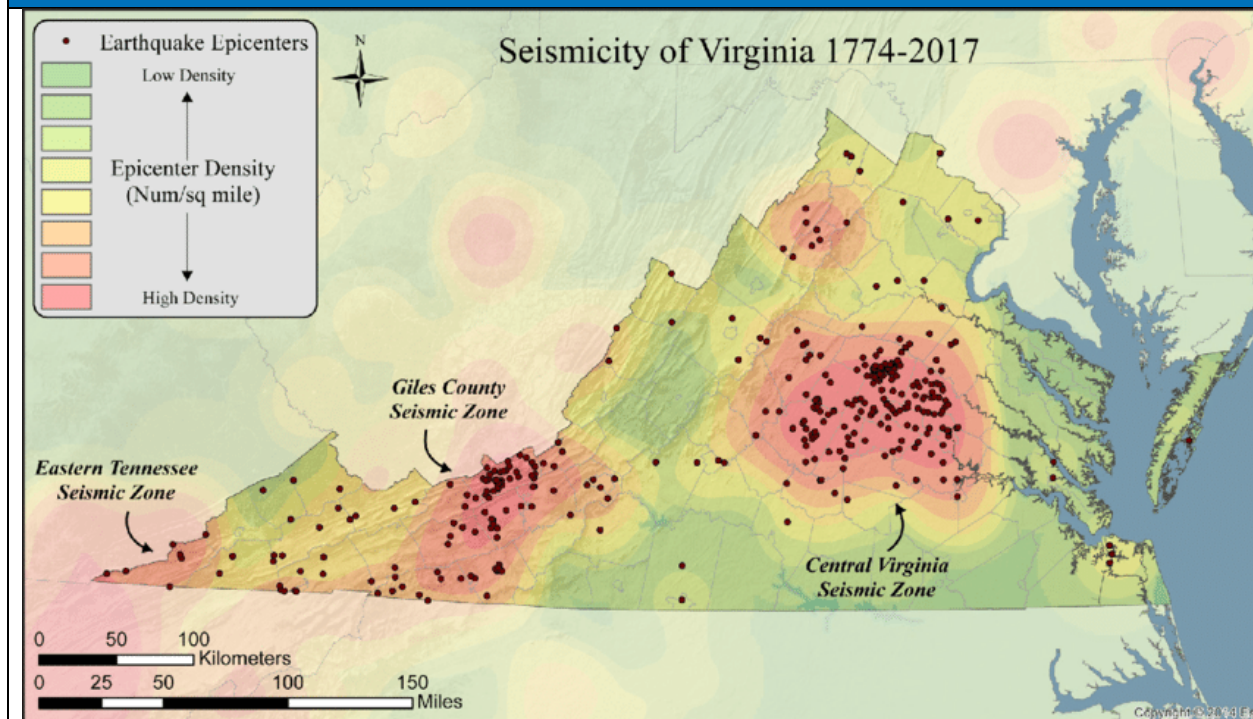 Seismicity of Virginia 1774-2017
N
Earthquake Epicenters
Low Density
Epicenter Density
(Num/sq mile)
High Density
Giles County
Seismic Zone
Eastern Tennessee
Seismic Zone
Central Virginia
Seismic Zone
0 50 100
Kilometers
0 25 50 100 150
Miles
Copyright ©